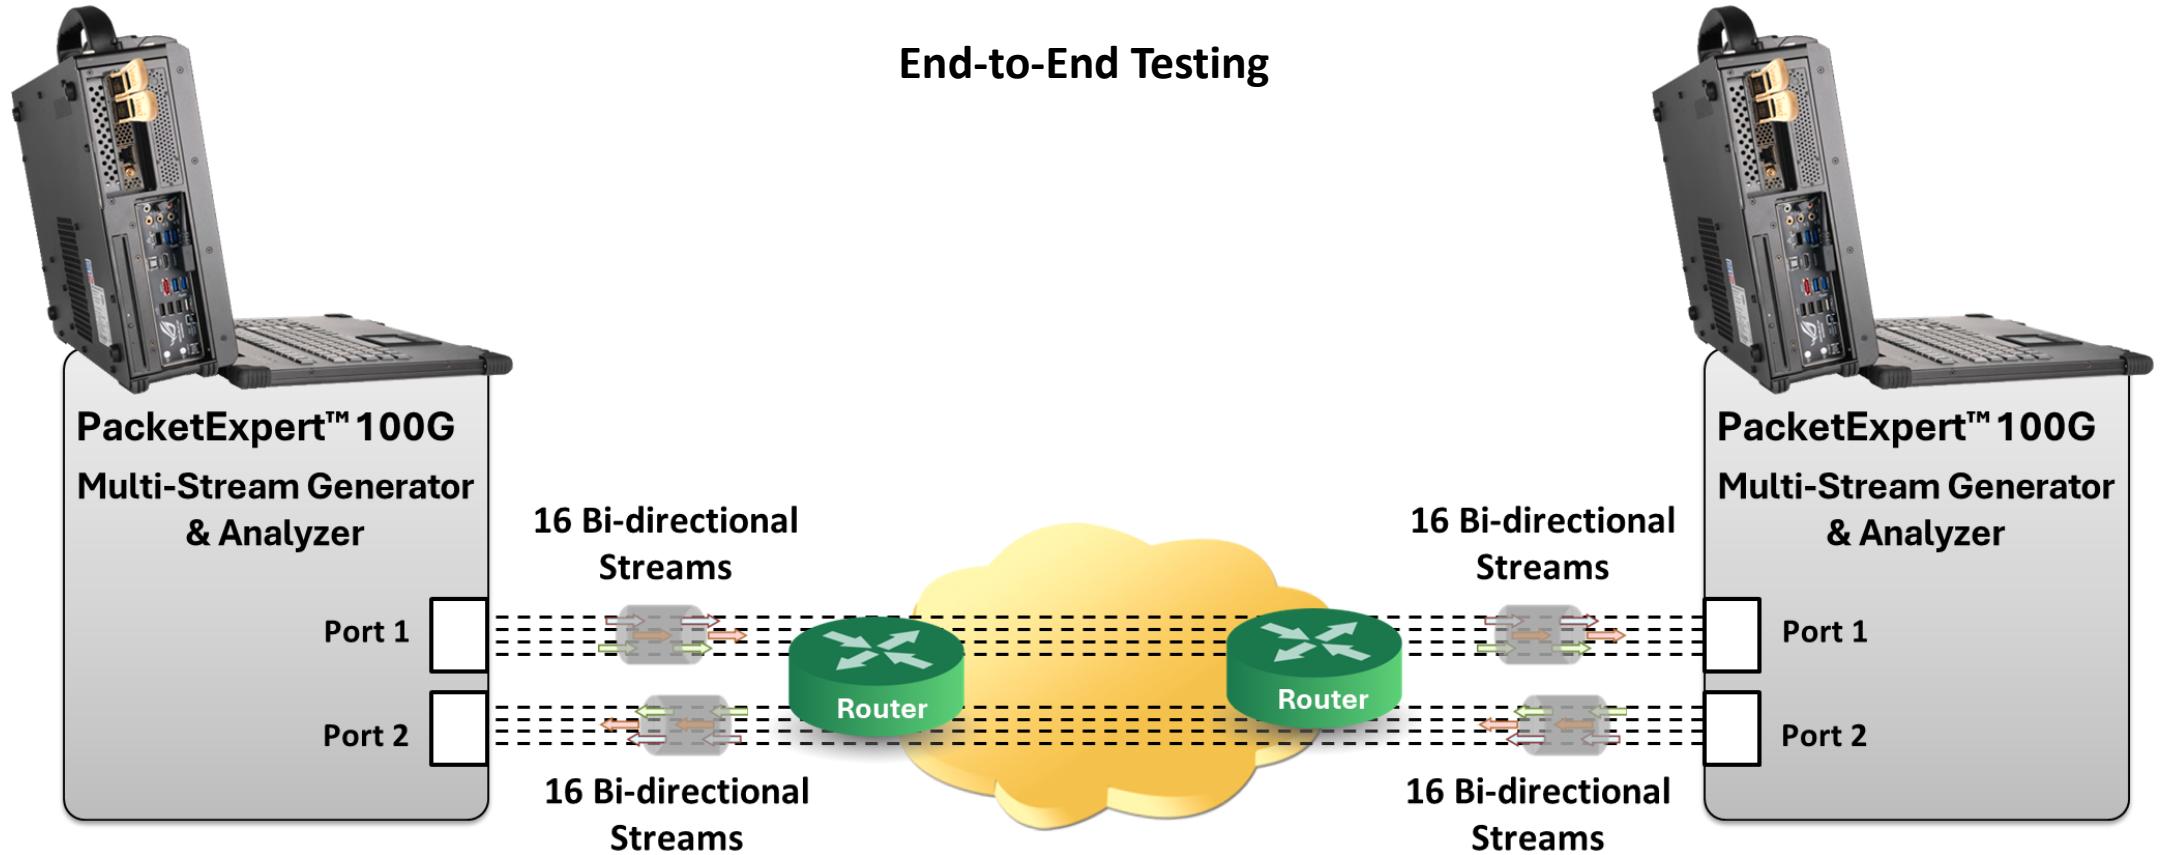 End-to-End Testing
PacketExpert™ 100G
Multi-Stream Generator
& Analyzer
Port 1
Port 2
16 Bi-directional
Streams
16 Bi-directional
Streams
Router
Router
16 Bi-directional
Streams
16 Bi-directional
Streams
PacketExpert™ 100G
Multi-Stream Generator
& Analyzer
Port 1
Port 2